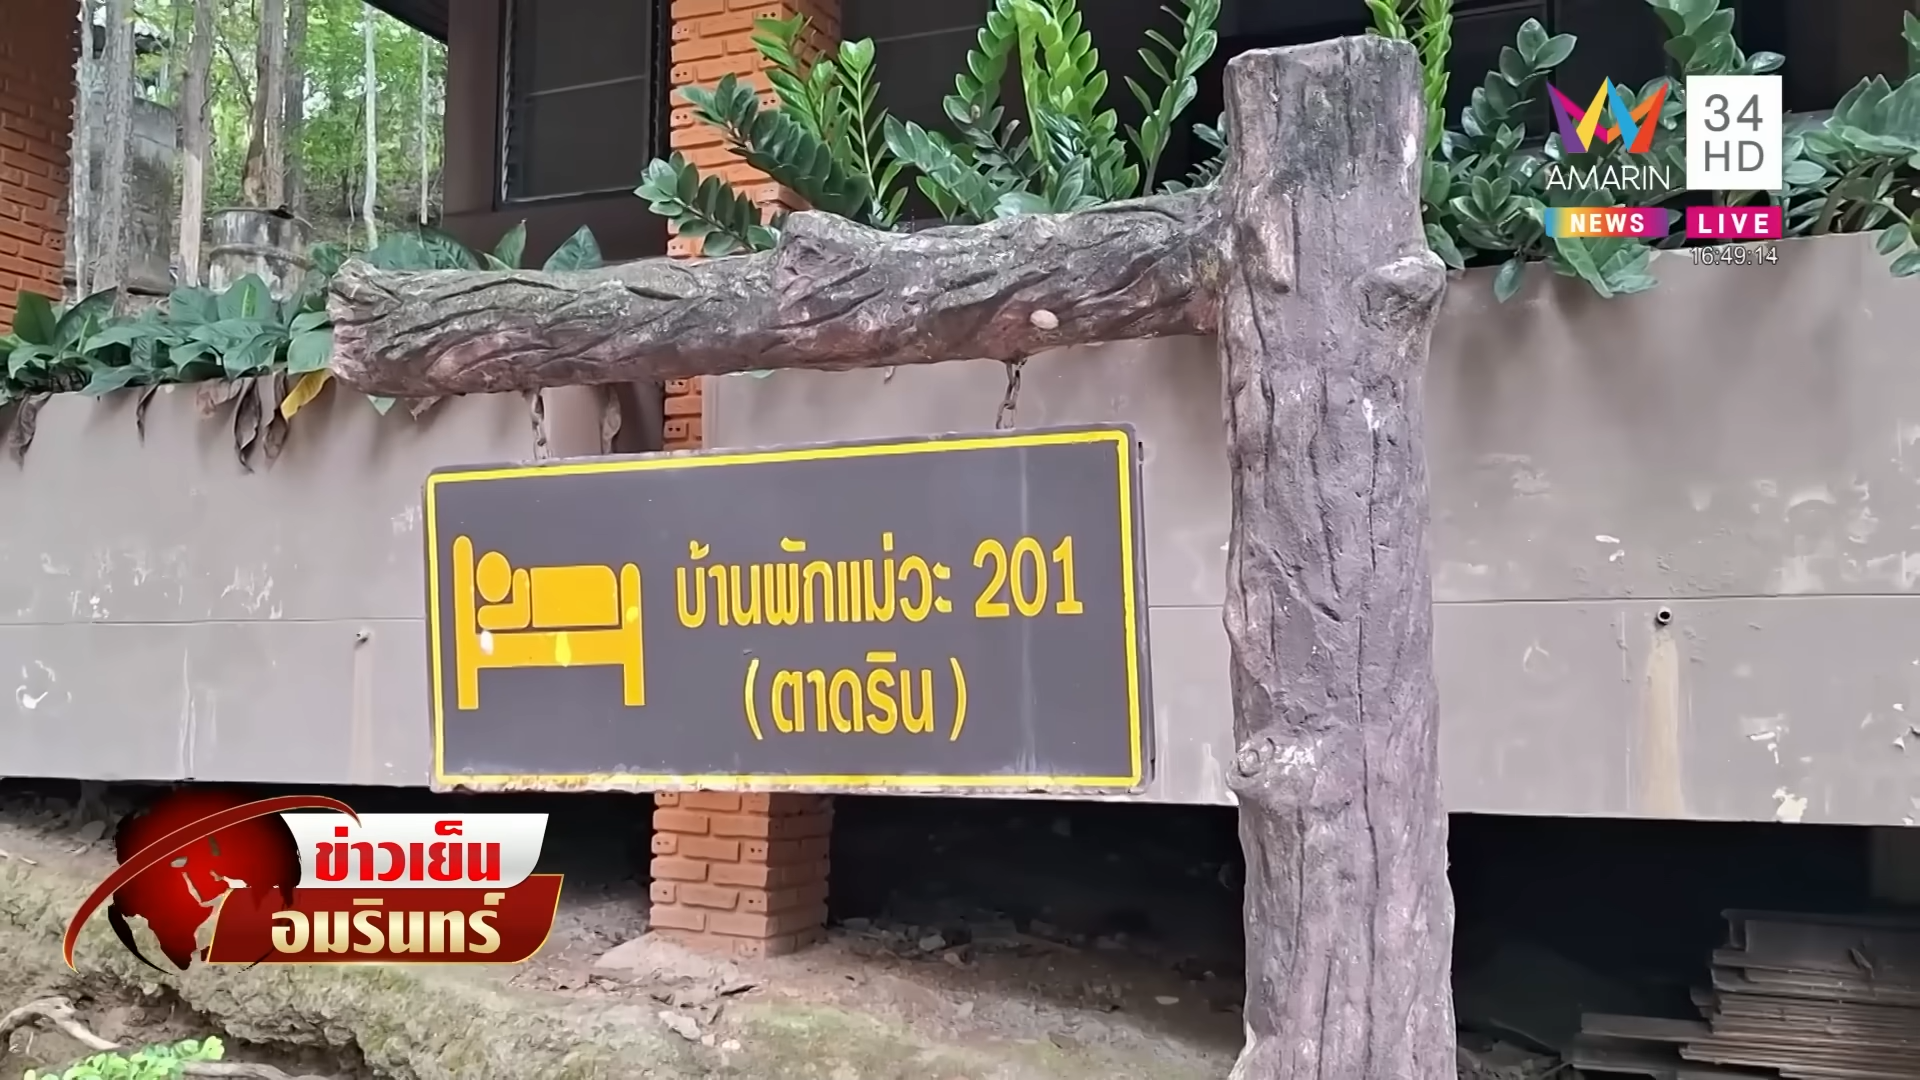 AMARIN
34
HD
NEWS
LIVE
16:49:14
บ้านพักแม่วะ 201
(ตาดริน)
ข่าวเย็น
อมรินทร์